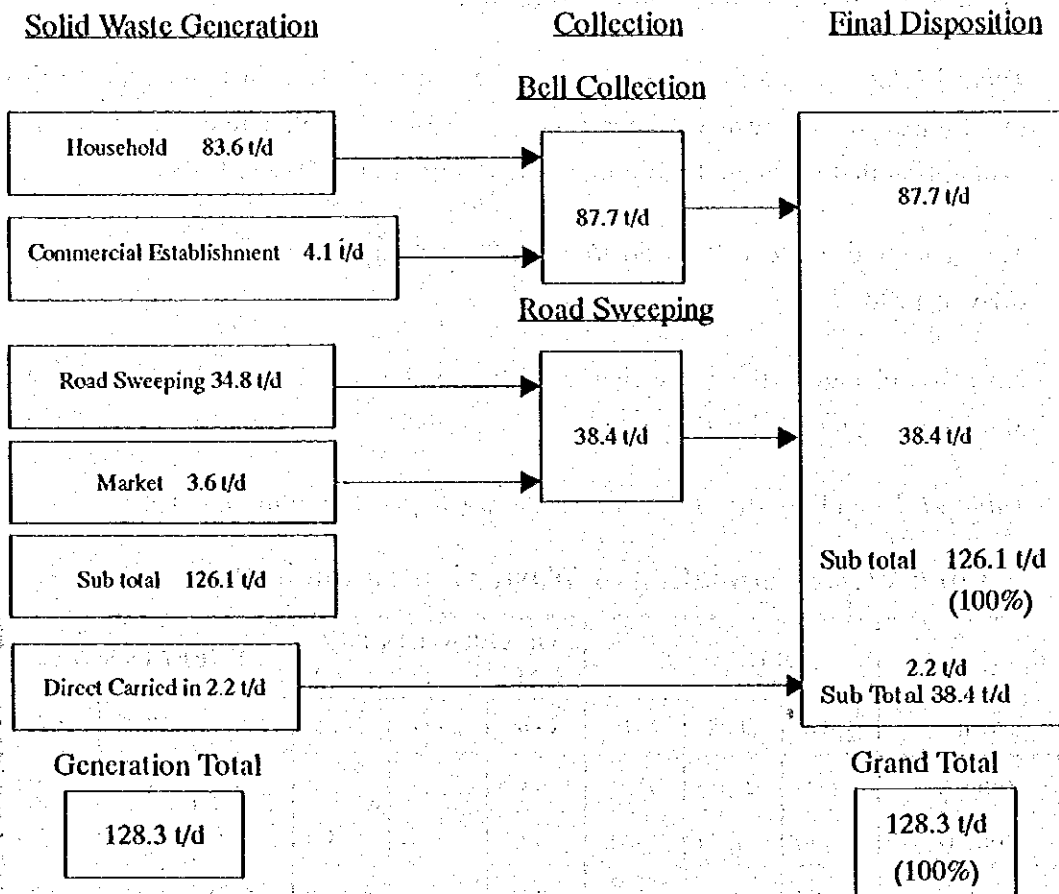 Solid Waste Generation
Collection
Final Disposition
Bell Collection
Household 83.6 t/d
87.7 t/d
87.7 t/d
Commercial Establishment 4.1 t/d
Road Sweeping
Road Sweeping 34.8 t/d
38.4 t/d
38.4 t/d
Market 3.6 t/d
Sub total 126.1 t/d
Sub total 126.1 t/d
(100%)
Direct Carried in 2.2 t/d
2.2 t/d
Sub Total 38.4 t/d
Generation Total
128.3 t/d
Grand Total
128.3 t/d
(100%)